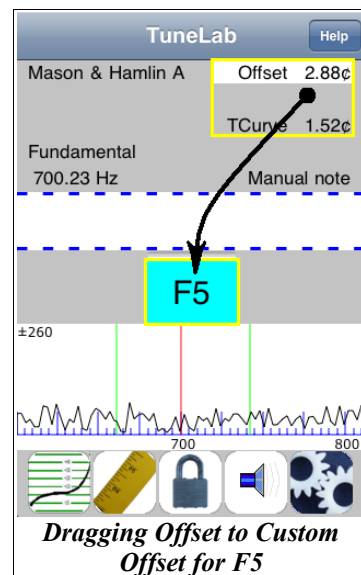 TuneLab Help
Mason & Hamlin A Offset 2.88¢
TCurve 1.52¢
Fundamental
700.23 Hz Manual note
F5
±260
700 800
Dragging Offset to Custom
Offset for F5